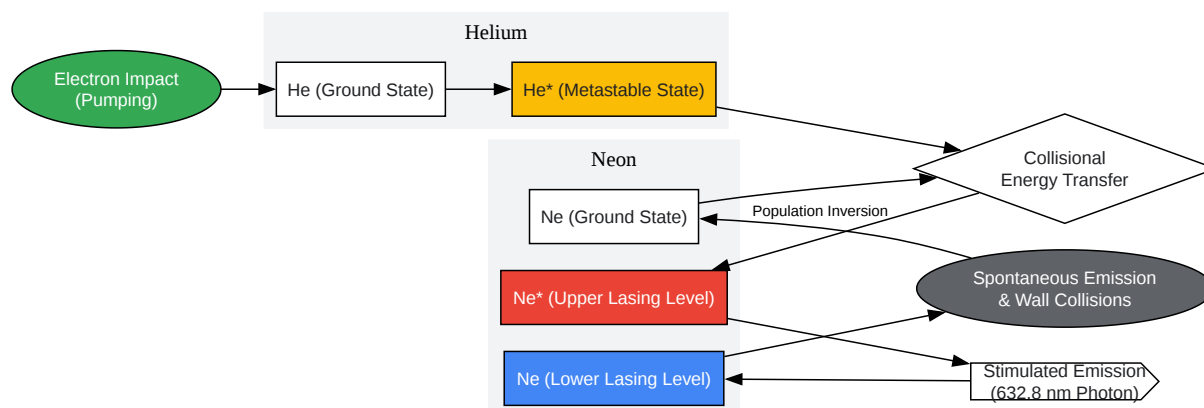 Helium
Electron Impact
(Pumping)
He (Ground State)
He* (Metastable State)
Neon
Collisional
Energy Transfer
Ne (Ground State)
Population Inversion
Ne* (Upper Lasing Level)
Spontaneous Emission
& Wall Collisions
Ne (Lower Lasing Level)
Stimulated Emission
(632.8 nm Photon)